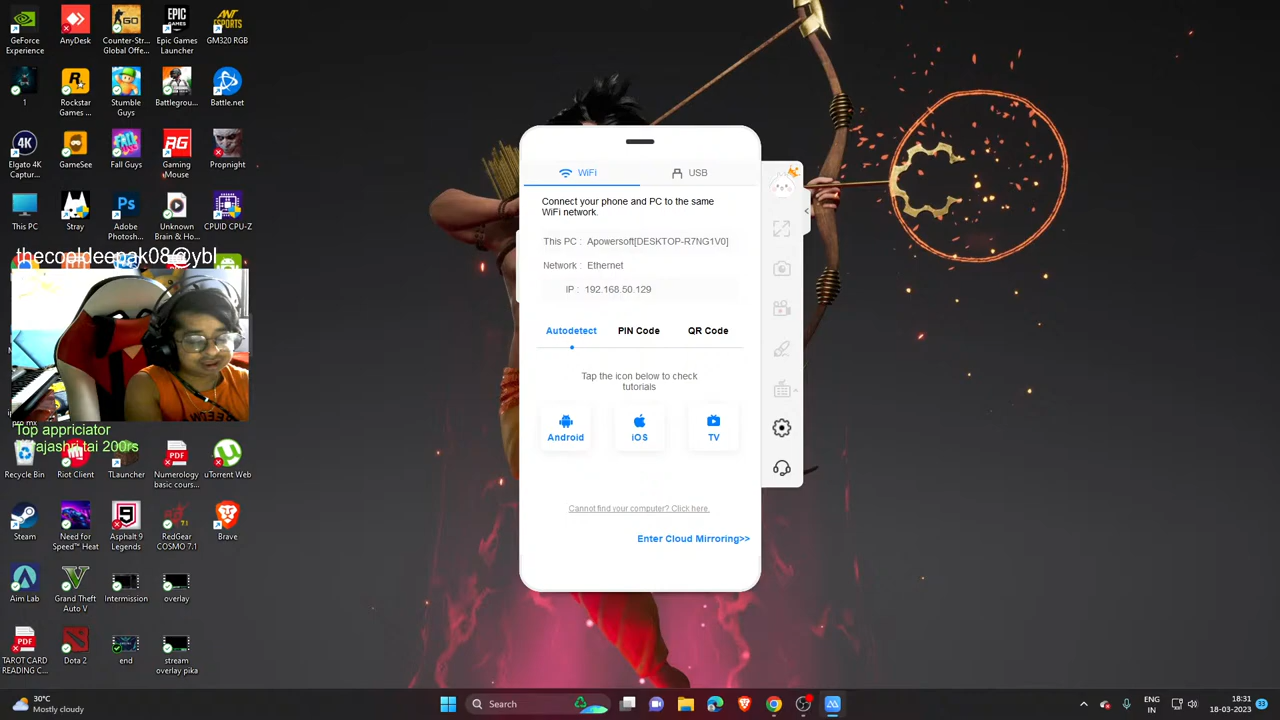 GeForce Experience
AnyDesk
Counter-Str... Global Offe...
Epic Games Launcher
GM320 RGB
1
Rockstar Games ...
Stumble Guys
Battlegrou...
Battle.net
Elgato 4K Captur...
GameSee
Fall Guys
Gaming Mouse
Propnight
This PC
Stray
Adobe Photosh...
Unknown Brain & Ho...
CPUID CPU-Z
thecooldeepak08@ybl
Top appriciator
rajashri tai 200rs
Recycle Bin
Riot Client
TLauncher
Numerology basic cours...
uTorrent Web
Steam
Need for Speed™ Heat
Asphalt 9 Legends
RedGear COSMO 7.1
Brave
Aim Lab
Grand Theft Auto V
Intermission
overlay
TAROT CARD READING C...
Dota 2
end
stream overlay pika
WiFi
USB
Connect your phone and PC to the same
WiFi network.
This PC : Apowersoft[DESKTOP-R7NG1V0]
Network : Ethernet
IP : 192.168.50.129
Autodetect PIN Code QR Code
Tap the icon below to check
tutorials
Android
iOS
TV
Cannot find your computer? Click here.
Enter Cloud Mirroring>>
30°C
Mostly cloudy
Search
ENG
IN
18:31
18-03-2023